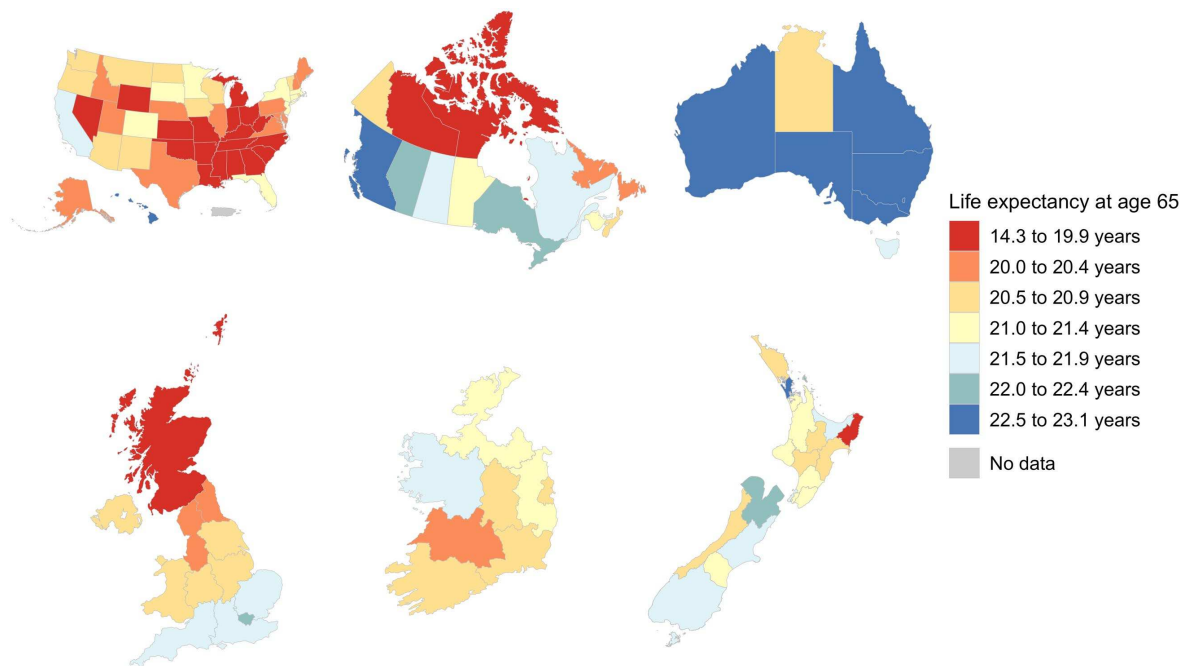 Life expectancy at age 65
14.3 to 19.9 years
20.0 to 20.4 years
20.5 to 20.9 years
21.0 to 21.4 years
21.5 to 21.9 years
22.0 to 22.4 years
22.5 to 23.1 years
No data